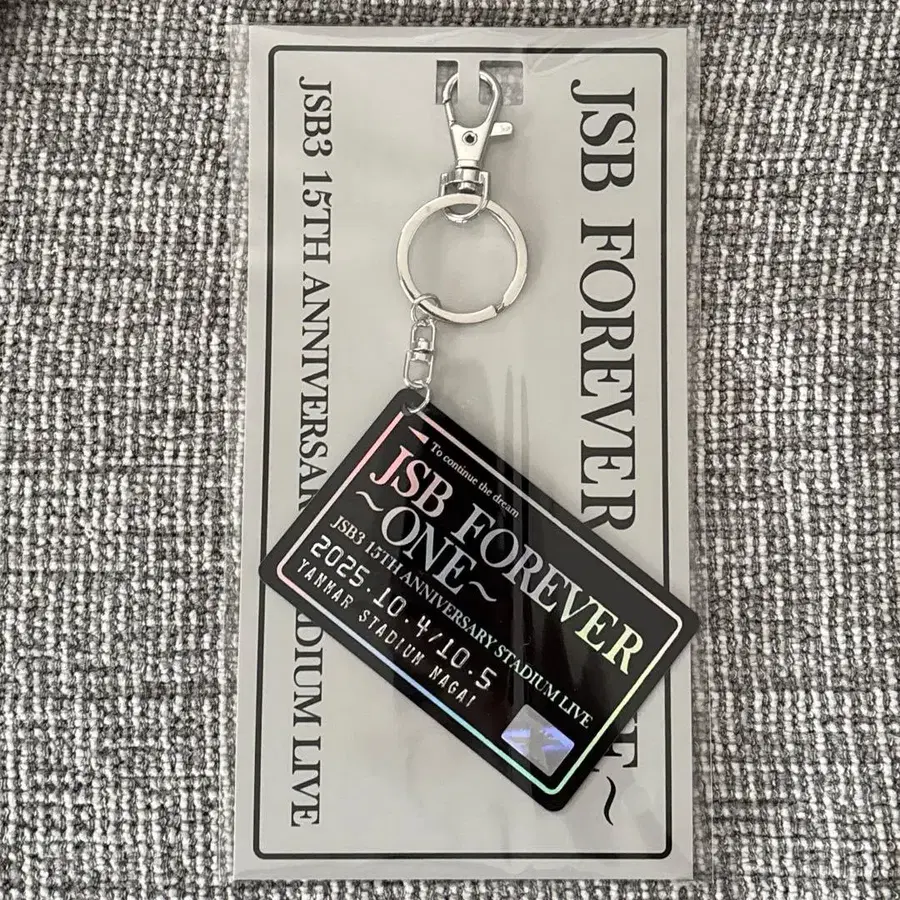 JSB FOREVER
E~
JSB3 15TH ANNIVERSAR
DIUM LIVE
To continue the dream
JSB FOREVER
~ONE~
JSB3 15TH ANNIVERSARY STADIUM LIVE
2025.10.4/10.5
YANMAR STADIUM NAGAI